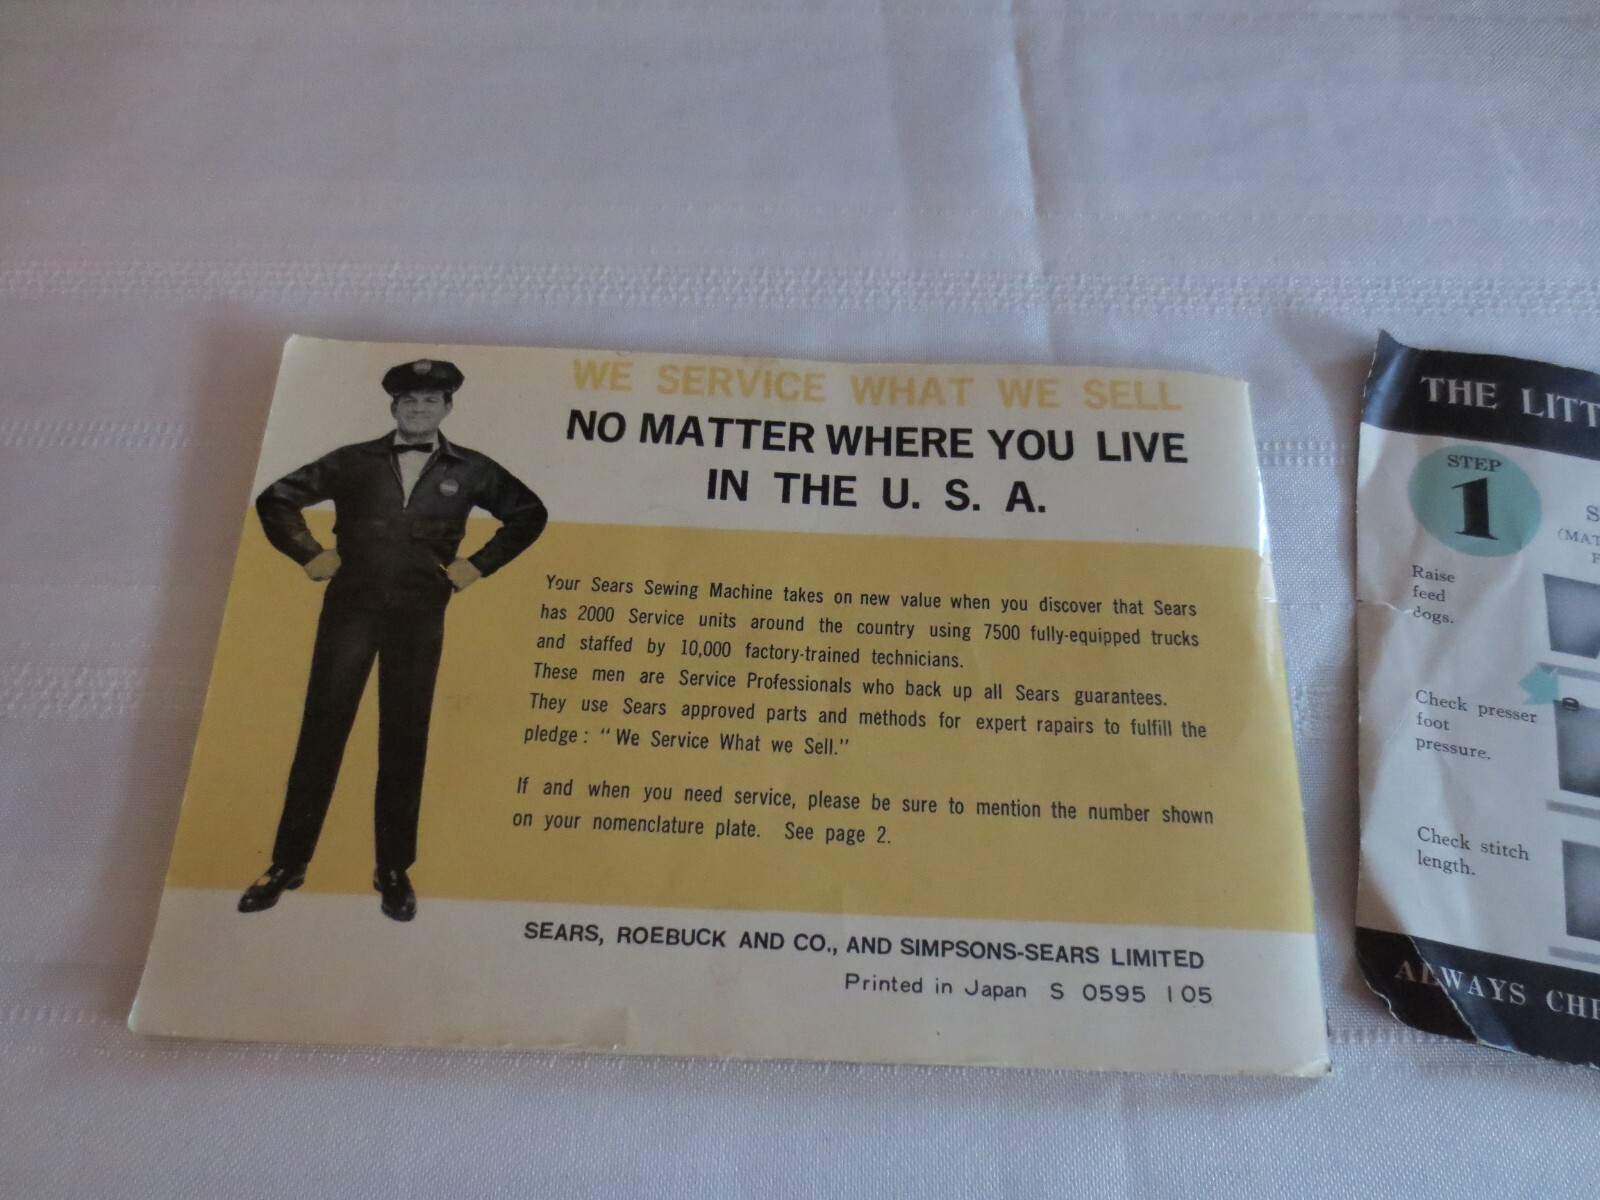 WE SERVICE WHAT WE SELL
NO MATTER WHERE YOU LIVE
IN THE U. S. A.
Your Sears Sewing Machine takes on new value when you discover that Sears
has 2000 Service units around the country using 7500 fully-equipped trucks
and staffed by 10,000 factory-trained technicians.
These men are Service Professionals who back up all Sears guarantees.
They use Sears approved parts and methods for expert rapairs to fulfill the
pledge: "We Service What we Sell."
If and when you need service, please be sure to mention the number shown
on your nomenclature plate. See page 2.
SEARS, ROEBUCK AND CO., AND SIMPSONS-SEARS LIMITED
Printed in Japan S 0595 105
THE LITT
STEP
1
S
(MAT
F
Raise
feed
dogs.
Check presser
foot
pressure.
Check stitch
length.
ALWAYS CHE